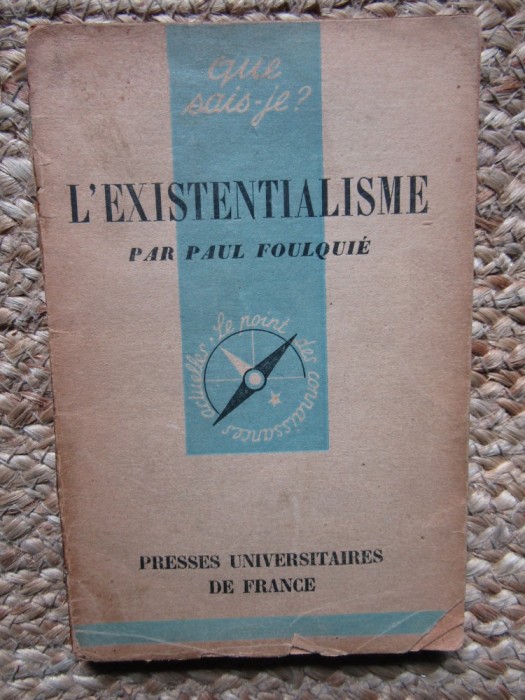 que
sais-je?
L'EXISTENTIALISME
PAR PAUL FOULQUIÉ
Le point des connaissances actuelles.
PRESSES UNIVERSITAIRES
DE FRANCE